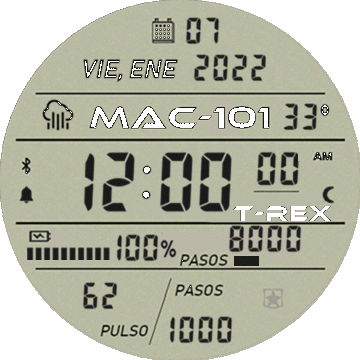 07
VIE, ENE 2022
MAC-101 33°
12:00 00 AM
T-REX
100% PASOS 8000
62 PASOS
PULSO 1000